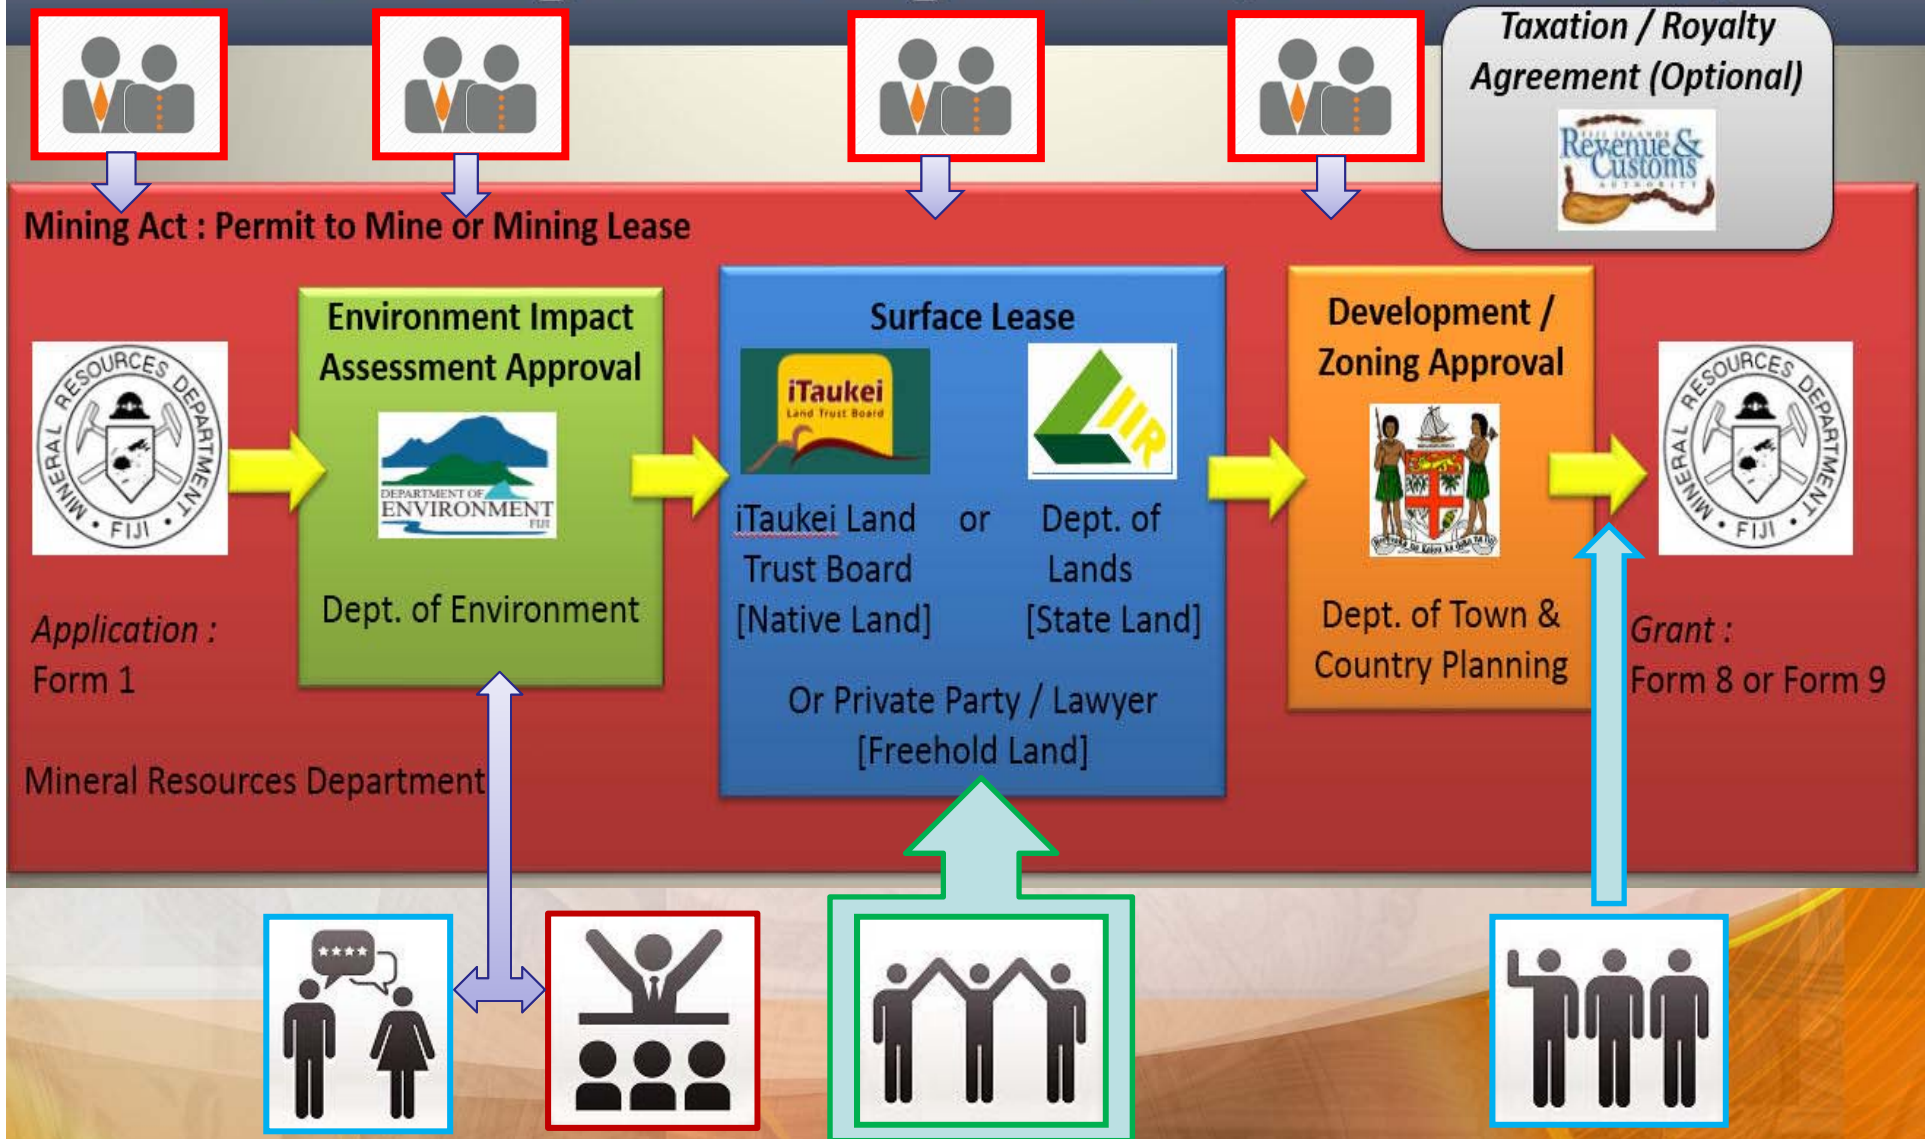 Taxation / Royalty
Agreement (Optional)
FIJI ISLANDS
Revenue &
Customs
AUTHORITY
Mining Act : Permit to Mine or Mining Lease
MINERAL RESOURCES DEPARTMENT
• FIJI •
Application :
Form 1
Mineral Resources Department
Environment Impact
Assessment Approval
DEPARTMENT OF
ENVIRONMENT
FIJI
Dept. of Environment
Surface Lease
iTaukei
Land Trust Board
iTaukei Land or Dept. of
Trust Board Lands
[Native Land] [State Land]
Or Private Party / Lawyer
[Freehold Land]
Development /
Zoning Approval
Dept. of Town &
Country Planning
MINERAL RESOURCES DEPARTMENT
• FIJI •
Grant :
Form 8 or Form 9